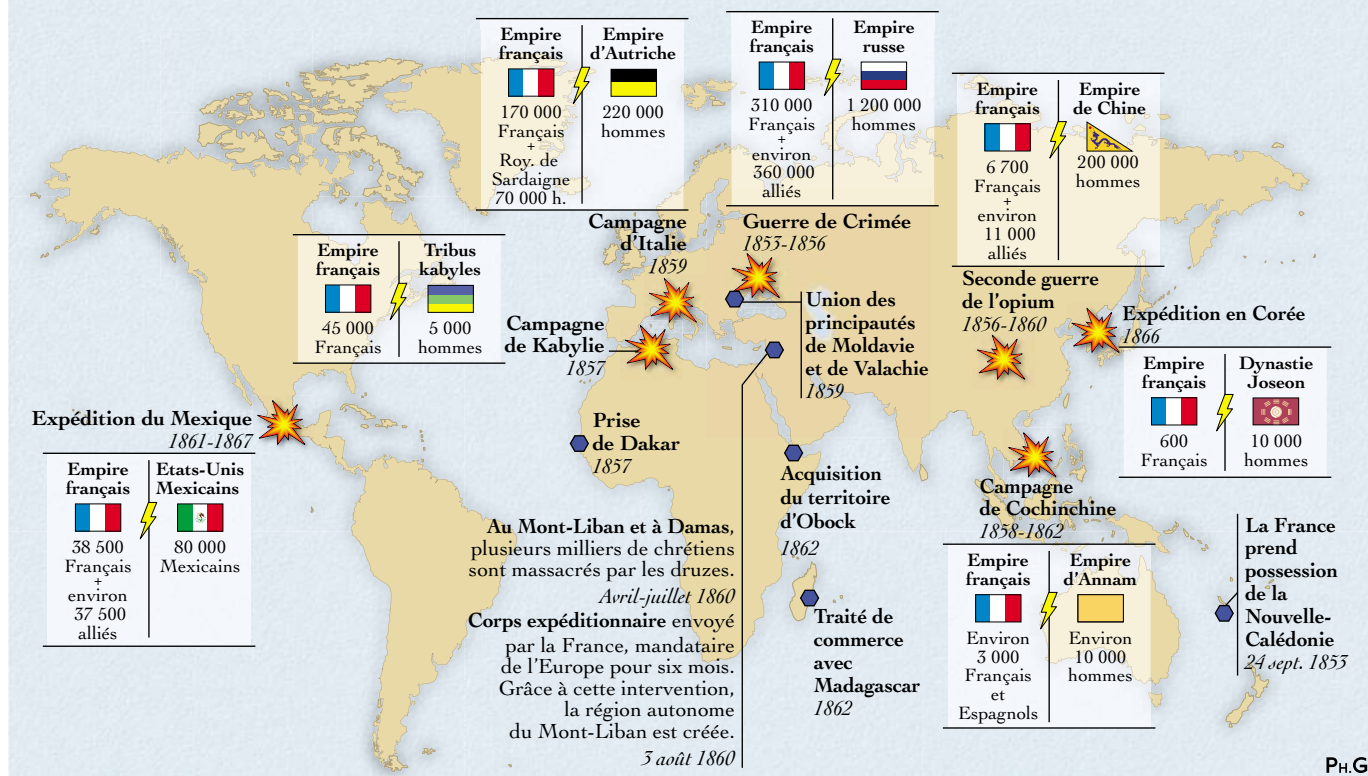 Empire
français
170 000
Français
+
Roy. de
Sardaigne
70 000 h.
Empire
d'Autriche
220 000
hommes
Campagne
d'Italie
1859
Empire
français
310 000
Français
+
environ
360 000
alliés
Empire
russe
1 200 000
hommes
Guerre de Crimée
1853-1856
Empire
français
6 700
Français
+
environ
11 000
alliés
Empire
de Chine
200 000
hommes
Seconde guerre
de l'opium
1856-1860
Empire
français
45 000
Français
Tribus
kabyles
5 000
hommes
Campagne
de Kabylie
1857
Union des
principautés
de Moldavie
et de Valachie
1859
Expédition en Corée
1866
Empire
français
600
Français
Dynastie
Joseon
10 000
hommes
Expédition du Mexique
1861-1867
Empire
français
38 500
Français
+
environ
37 500
alliés
Etats-Unis
Mexicains
80 000
Mexicains
Prise
de Dakar
1857
Acquisition
du territoire
d'Obock
1862
Campagne
de Cochinchine
1858-1862
Empire
français
Environ
3 000
Français
et
Espagnols
Empire
d'Annam
Environ
10 000
hommes
Au Mont-Liban et à Damas,
plusieurs milliers de chrétiens
sont massacrés par les druzes.
Avril-juillet 1860
Corps expéditionnaire envoyé
par la France, mandataire
de l'Europe pour six mois.
Grâce à cette intervention,
la région autonome
du Mont-Liban est créée.
3 août 1860
Traité de
commerce
avec
Madagascar
1862
La France
prend
possession
de la
Nouvelle-
Calédonie
24 sept. 1853
PH.G